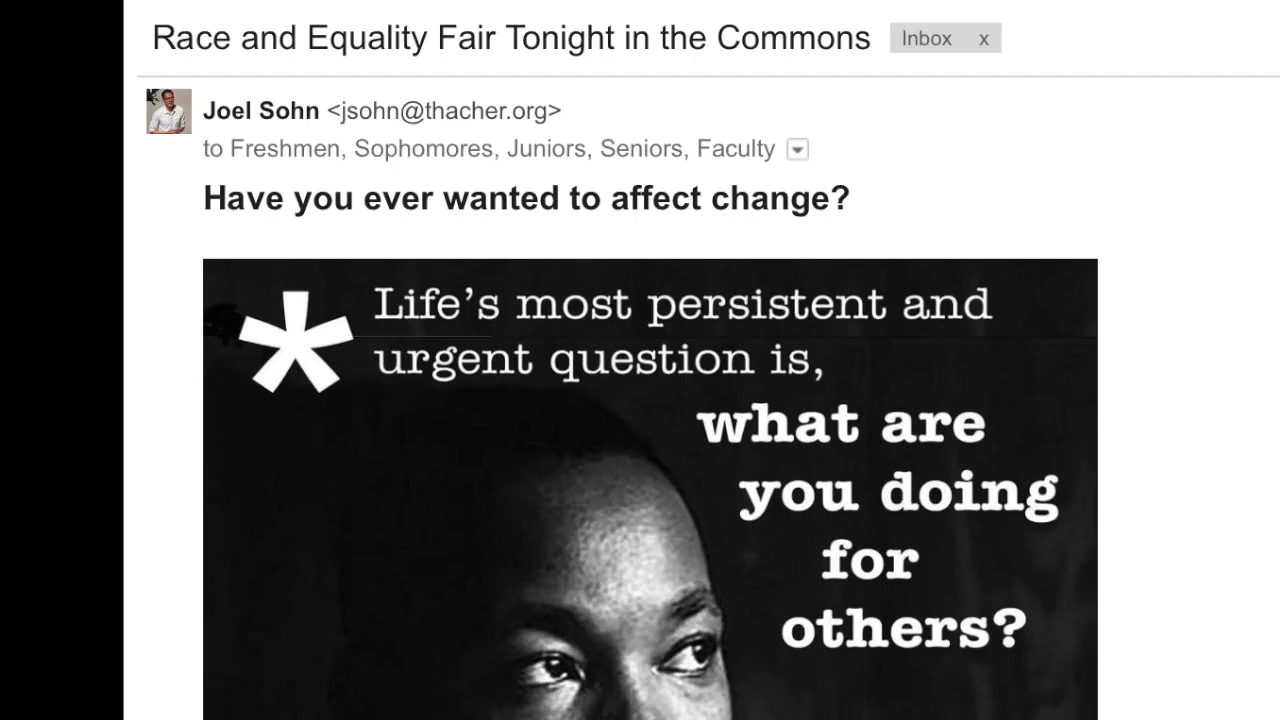 Race and Equality Fair Tonight in the Commons Inbox x
Joel Sohn <jsohn@thacher.org>
to Freshmen, Sophomores, Juniors, Seniors, Faculty
Have you ever wanted to affect change?
* Life's most persistent and
urgent question is,
what are
you doing
for
others?